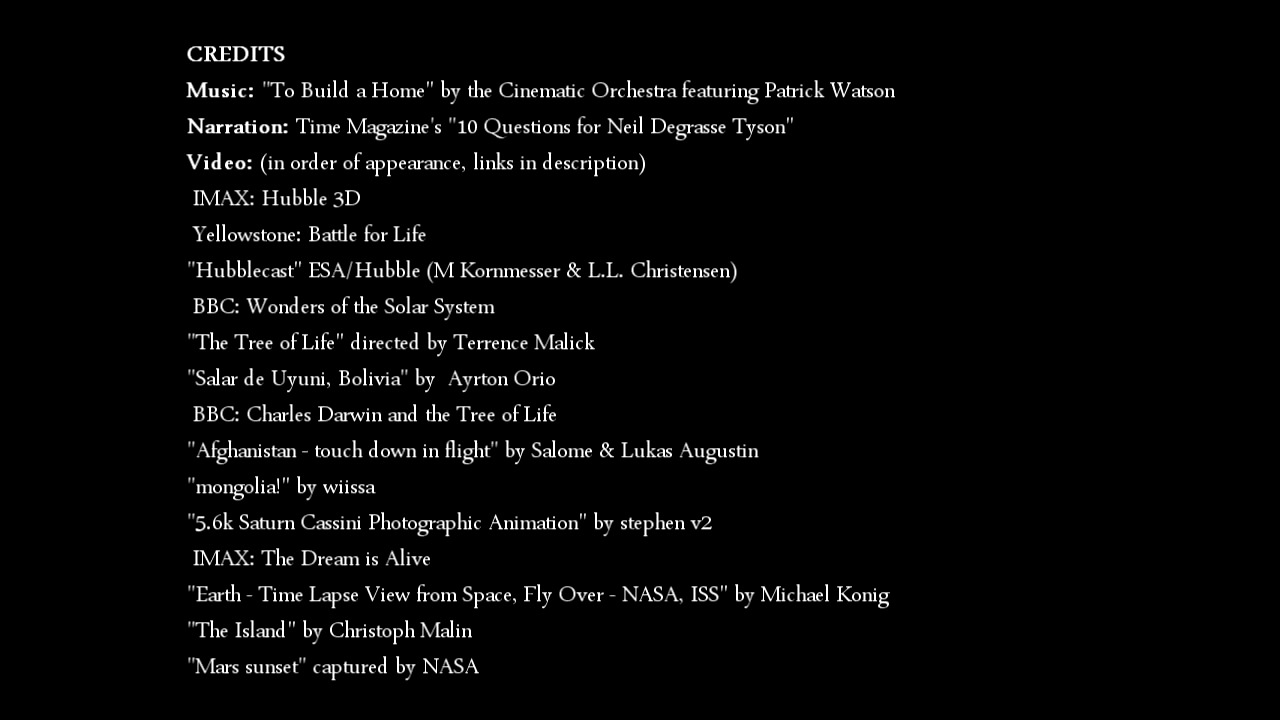 CREDITS
Music: "To Build a Home" by the Cinematic Orchestra featuring Patrick Watson
Narration: Time Magazine's "10 Questions for Neil Degrasse Tyson"
Video: (in order of appearance, links in description)
IMAX: Hubble 3D
Yellowstone: Battle for Life
"Hubblecast" ESA/Hubble (M Kornmesser & L.L. Christensen)
BBC: Wonders of the Solar System
"The Tree of Life" directed by Terrence Malick
"Salar de Uyuni, Bolivia" by  Ayrton Orio
BBC: Charles Darwin and the Tree of Life
"Afghanistan - touch down in flight" by Salome & Lukas Augustin
"mongolia!" by wiissa
"5.6k Saturn Cassini Photographic Animation" by stephen v2
IMAX: The Dream is Alive
"Earth - Time Lapse View from Space, Fly Over - NASA, ISS" by Michael Konig
"The Island" by Christoph Malin
"Mars sunset" captured by NASA